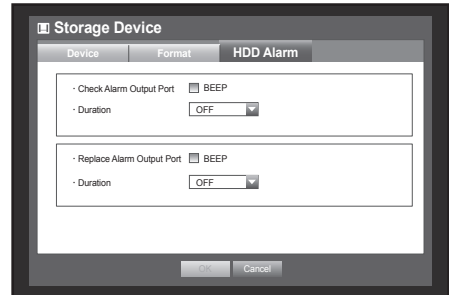 Storage Device
Device Format HDD Alarm
· Check Alarm Output Port BEEP
· Duration OFF
· Replace Alarm Output Port BEEP
· Duration OFF
OK Cancel